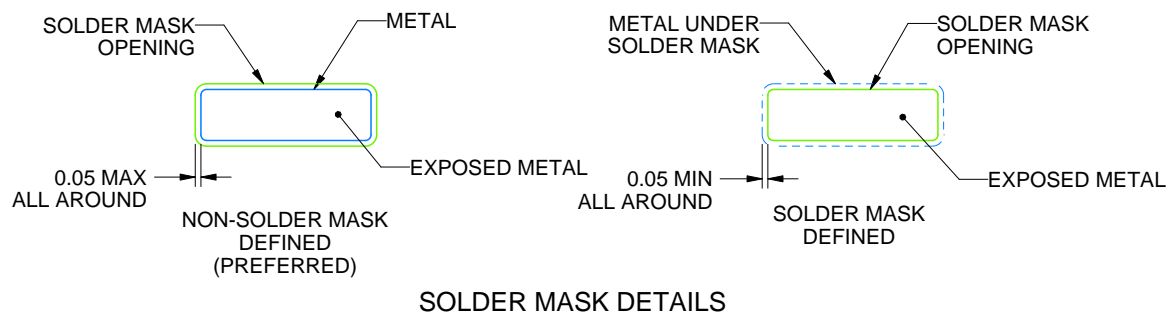 SOLDER MASK
OPENING
METAL
EXPOSED METAL
0.05 MAX
ALL AROUND
NON-SOLDER MASK
DEFINED
(PREFERRED)
METAL UNDER
SOLDER MASK
SOLDER MASK
OPENING
EXPOSED METAL
0.05 MIN
ALL AROUND
SOLDER MASK
DEFINED
SOLDER MASK DETAILS